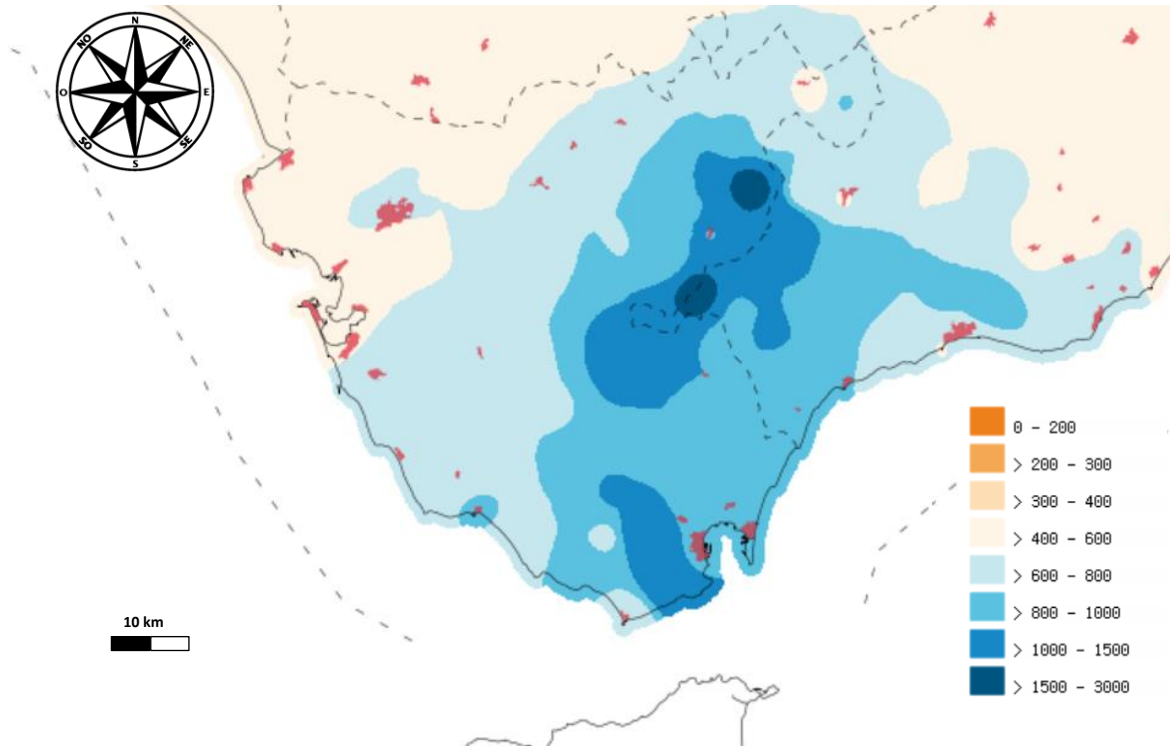 N
NO
NE
O
E
SO
SE
S
10 km
0 - 200
> 200 - 300
> 300 - 400
> 400 - 600
> 600 - 800
> 800 - 1000
> 1000 - 1500
> 1500 - 3000